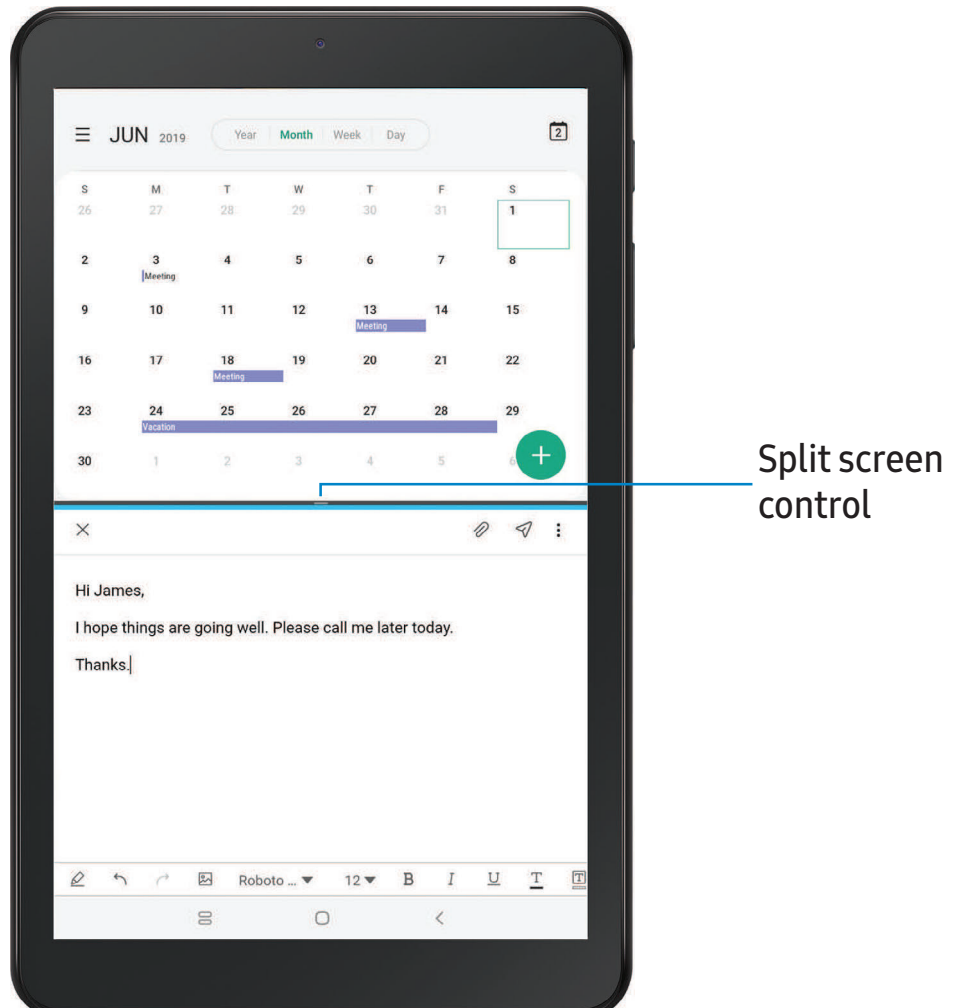 JUN 2019 Year Month Week Day 2
S M T W T F S
26 27 28 29 30 31 1
2 3 4 5 6 7 8
Meeting
9 10 11 12 13 14 15
Meeting
16 17 18 19 20 21 22
Meeting
23 24 25 26 27 28 29
Vacation
30 1 2 3 4 5 6
Split screen
control
Hi James,
I hope things are going well. Please call me later today.
Thanks.
Roboto ... 12 B I U T T